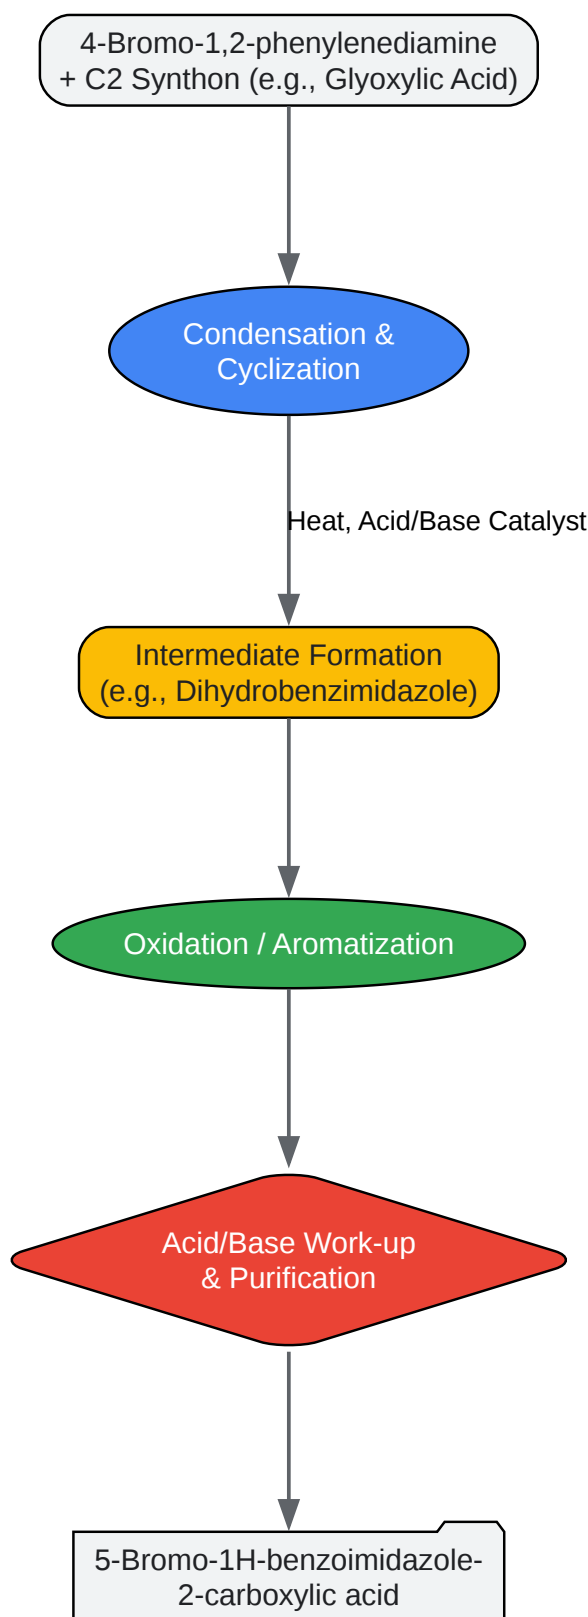 4-Bromo-1,2-phenylenediamine
+ C2 Synthon (e.g., Glyoxylic Acid)
Condensation &
Cyclization
Heat, Acid/Base Catalyst
Intermediate Formation
(e.g., Dihydrobenzimidazole)
Oxidation / Aromatization
Acid/Base Work-up
& Purification
5-Bromo-1H-benzoimidazole-
2-carboxylic acid